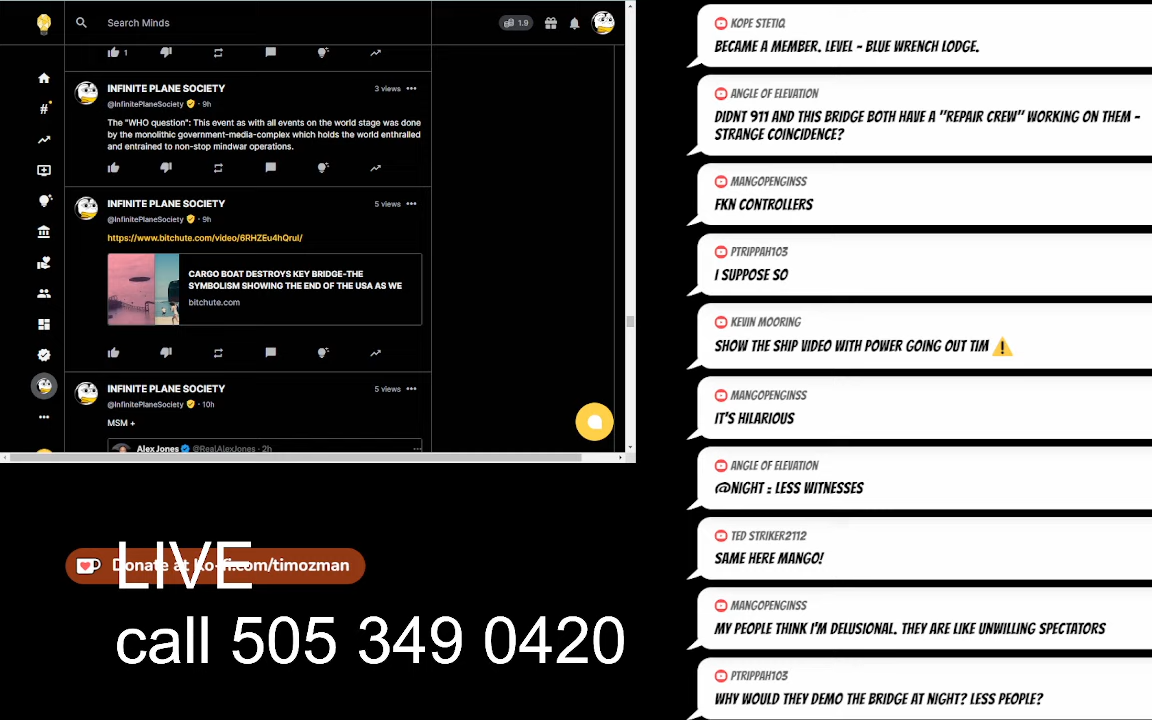 Search Minds
1.9
1
INFINITE PLANE SOCIETY
3 views
@InfinitePlaneSociety · 9h
The "WHO question": This event as with all events on the world stage was done
by the monolithic government-media-complex which holds the world enthralled
and entrained to non-stop mindwar operations.
INFINITE PLANE SOCIETY
5 views
@InfinitePlaneSociety · 9h
https://www.bitchute.com/video/6RHZEu4hQruI/
CARGO BOAT DESTROYS KEY BRIDGE-THE
SYMBOLISM SHOWING THE END OF THE USA AS WE
bitchute.com
INFINITE PLANE SOCIETY
5 views
@InfinitePlaneSociety · 10h
MSM +
Alex Jones @RealAlexJones · 2h
LIVE
Donate at ko-fi.com/timozman
call 505 349 0420
KOPE STETIQ
BECAME A MEMBER. LEVEL - BLUE WRENCH LODGE.
ANGLE OF ELEVATION
DIDNT 911 AND THIS BRIDGE BOTH HAVE A "REPAIR CREW" WORKING ON THEM -
STRANGE COINCIDENCE?
MANGOPENGINSS
FKN CONTROLLERS
PTRIPPAH103
I SUPPOSE SO
KEVIN MOORING
SHOW THE SHIP VIDEO WITH POWER GOING OUT TIM ⚠️
MANGOPENGINSS
IT'S HILARIOUS
ANGLE OF ELEVATION
@NIGHT : LESS WITNESSES
TED STRIKER2112
SAME HERE MANGO!
MANGOPENGINSS
MY PEOPLE THINK I'M DELUSIONAL. THEY ARE LIKE UNWILLING SPECTATORS
PTRIPPAH103
WHY WOULD THEY DEMO THE BRIDGE AT NIGHT? LESS PEOPLE?